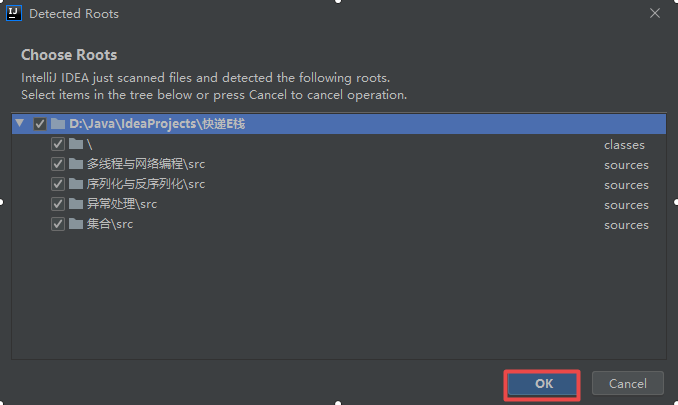 IJ Detected Roots
Choose Roots
IntelliJ IDEA just scanned files and detected the following roots.
Select items in the tree below or press Cancel to cancel operation.
D:\Java\IdeaProjects\快递E栈
\ classes
多线程与网络编程\src sources
序列化与反序列化\src sources
异常处理\src sources
集合\src sources
OK Cancel